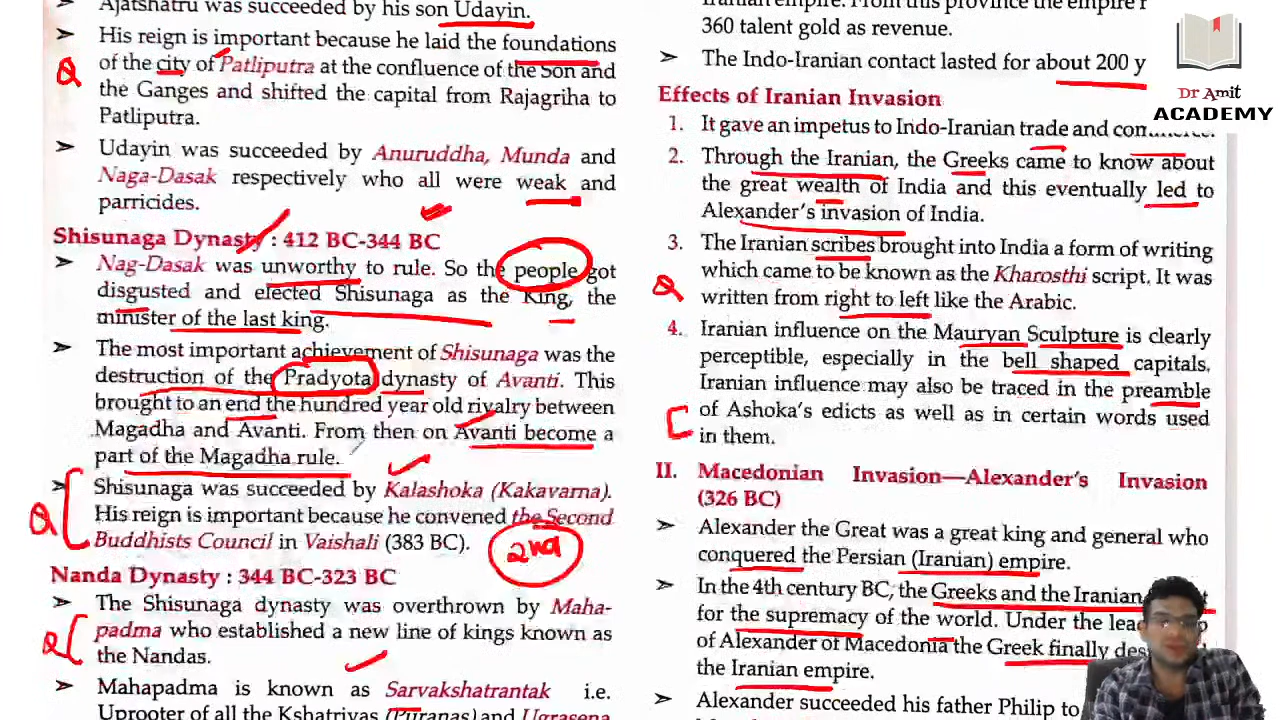 Ajatshatru was succeeded by his son Udayin.
➤ His reign is important because he laid the foundations
of the city of Patliputra at the confluence of the Son and
the Ganges and shifted the capital from Rajagriha to
Patliputra.
➤ Udayin was succeeded by Anuruddha, Munda and
Naga-Dasak respectively who all were weak and
parricides.
Shisunaga Dynasty : 412 BC-344 BC
➤ Nag-Dasak was unworthy to rule. So the people got
disgusted and elected Shisunaga as the King, the
minister of the last king.
➤ The most important achievement of Shisunaga was the
destruction of the Pradyota dynasty of Avanti. This
brought to an end the hundred year old rivalry between
Magadha and Avanti. From then on Avanti become a
part of the Magadha rule.
➤ Shisunaga was succeeded by Kalashoka (Kakavarna).
His reign is important because he convened the Second
Buddhists Council in Vaishali (383 BC).
2nd
Q
Q
Nanda Dynasty : 344 BC-323 BC
➤ The Shisunaga dynasty was overthrown by Maha-
padma who established a new line of kings known as
the Nandas.
Q
➤ Mahapadma is known as Sarvakshatrantak i.e.
Uprooter of all the Kshatriyas (Puranas) and Ugrasena
Iranian empire. From this province the empire
360 talent gold as revenue.
➤ The Indo-Iranian contact lasted for about 200 y
Effects of Iranian Invasion
1. It gave an impetus to Indo-Iranian trade and
2. Through the Iranian, the Greeks came to know about
the great wealth of India and this eventually led to
Alexander's invasion of India.
3. The Iranian scribes brought into India a form of writing
which came to be known as the Kharosthi script. It was
written from right to left like the Arabic.
Q
4. Iranian influence on the Mauryan Sculpture is clearly
perceptible, especially in the bell shaped capitals.
Iranian influence may also be traced in the preamble
of Ashoka's edicts as well as in certain words used
in them.
II. Macedonian Invasion—Alexander's Invasion
(326 BC)
➤ Alexander the Great was a great king and general who
conquered the Persian (Iranian) empire.
➤ In the 4th century BC, the Greeks and the Iranian
for the supremacy of the world. Under the
of Alexander of Macedonia the Greek finally
the Iranian empire.
➤ Alexander succeeded his father Philip to
Dr Amit
ACADEMY